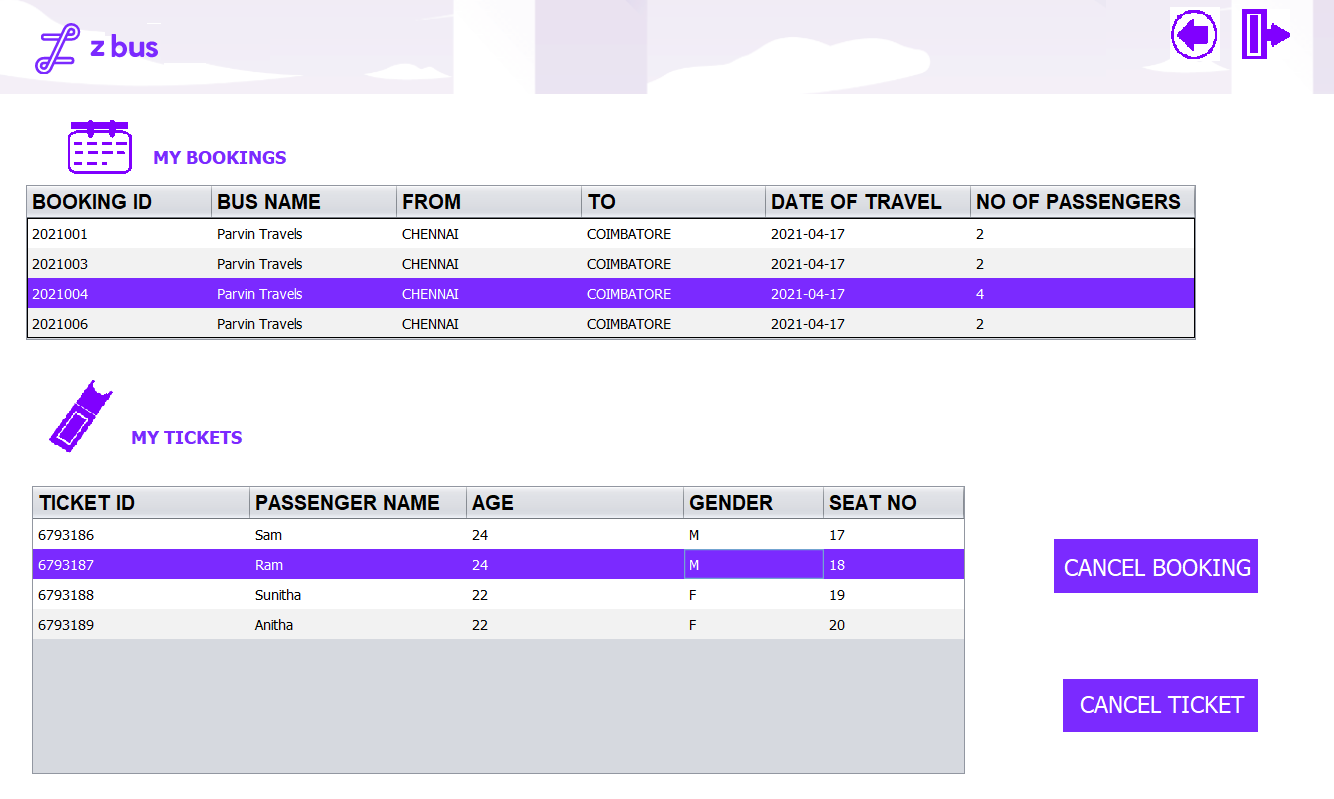 z bus
MY BOOKINGS
BOOKING ID BUS NAME FROM TO DATE OF TRAVEL NO OF PASSENGERS
2021001 Parvin Travels CHENNAI COIMBATORE 2021-04-17 2
2021003 Parvin Travels CHENNAI COIMBATORE 2021-04-17 2
2021004 Parvin Travels CHENNAI COIMBATORE 2021-04-17 4
2021006 Parvin Travels CHENNAI COIMBATORE 2021-04-17 2
MY TICKETS
TICKET ID PASSENGER NAME AGE GENDER SEAT NO
6793186 Sam 24 M 17
6793187 Ram 24 M 18
6793188 Sunitha 22 F 19
6793189 Anitha 22 F 20
CANCEL BOOKING
CANCEL TICKET